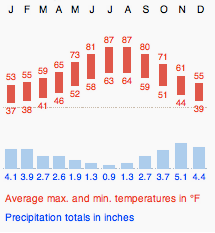 J F M A M J J A S O N D
53 55 59 65 73 81 87 87 80 71 61 55
37 38 41 46 52 58 63 64 59 51 44 39
5.1 3.9 2.7 2.6 1.9 1.3 0.9 1.3 2.7 3.7 5.1 4.4
Average max. and min. temperatures in °F
Precipitation totals in inches